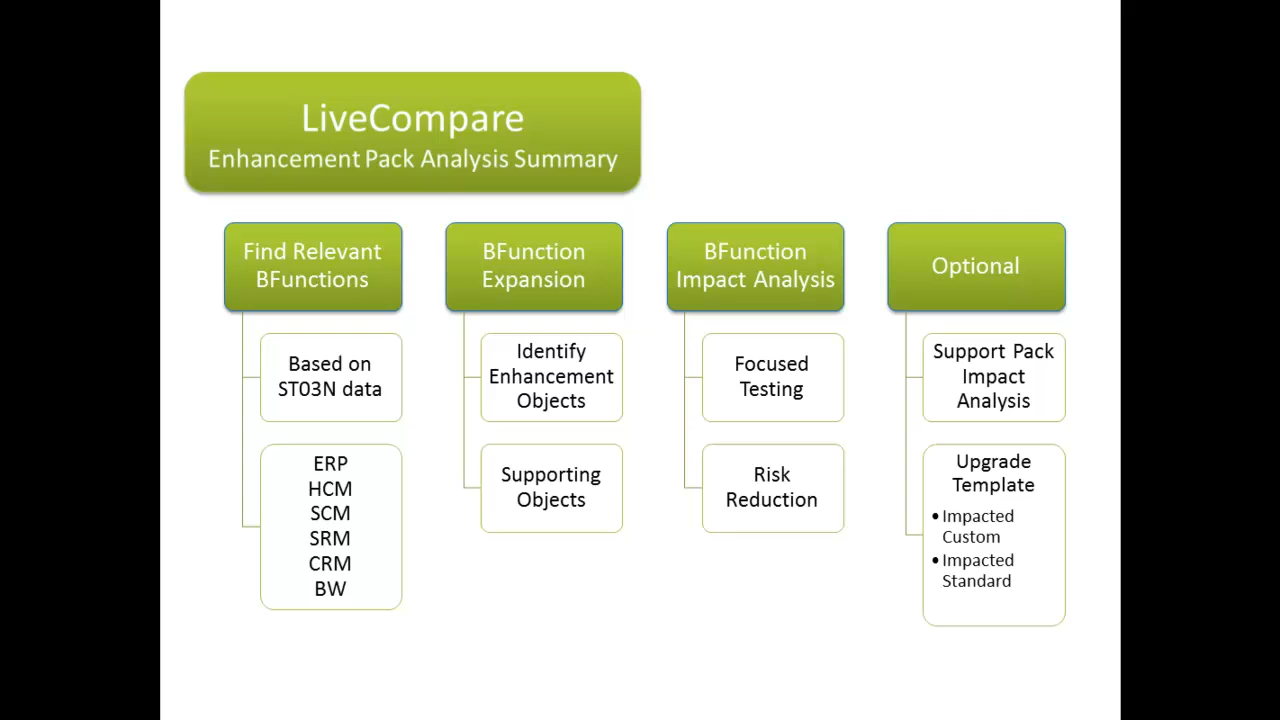 LiveCompare
Enhancement Pack Analysis Summary
Find Relevant
BFunctions
Based on
ST03N data
ERP
HCM
SCM
SRM
CRM
BW
BFunction
Expansion
Identify
Enhancement
Objects
Supporting
Objects
BFunction
Impact Analysis
Focused
Testing
Risk
Reduction
Optional
Support Pack
Impact
Analysis
Upgrade
Template
• Impacted
Custom
• Impacted
Standard